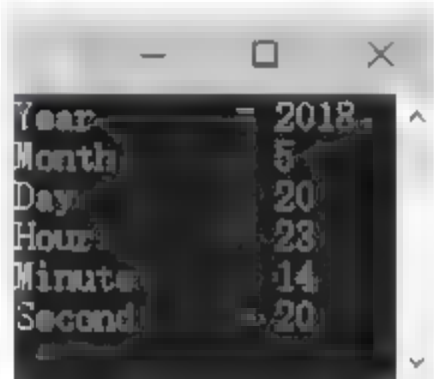 Year = 2018
Month 5
Day 20
Hour 23
Minute 14
Second = 20